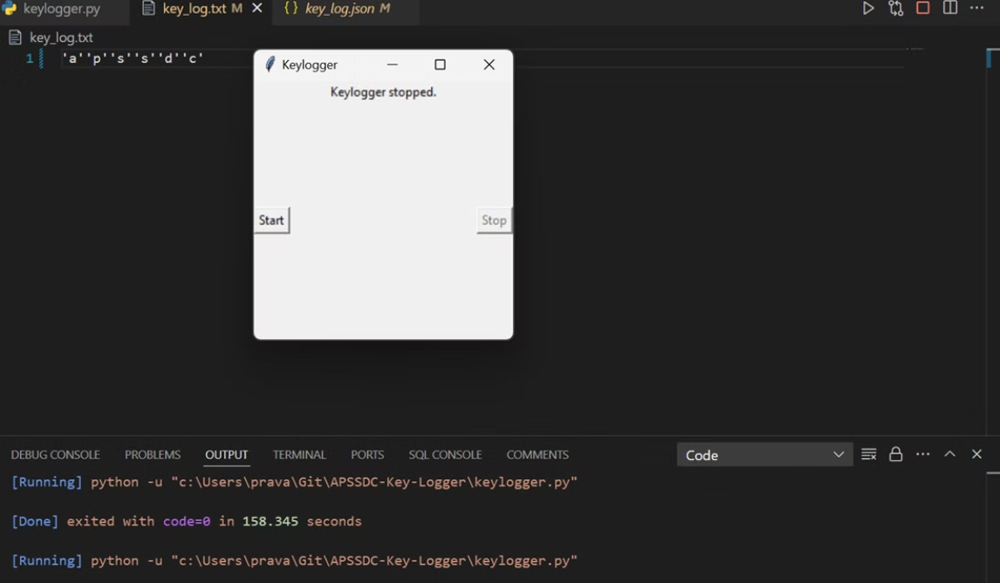 keylogger.py key_log.txt M key_log.json M
key_log.txt
1 'a''p''s''s''d''c'
Keylogger
Keylogger stopped.
Start Stop
DEBUG CONSOLE PROBLEMS OUTPUT TERMINAL PORTS SQL CONSOLE COMMENTS Code
[Running] python -u "c:\Users\prava\Git\APSSDC-Key-Logger\keylogger.py"
[Done] exited with code=0 in 158.345 seconds
[Running] python -u "c:\Users\prava\Git\APSSDC-Key-Logger\keylogger.py"